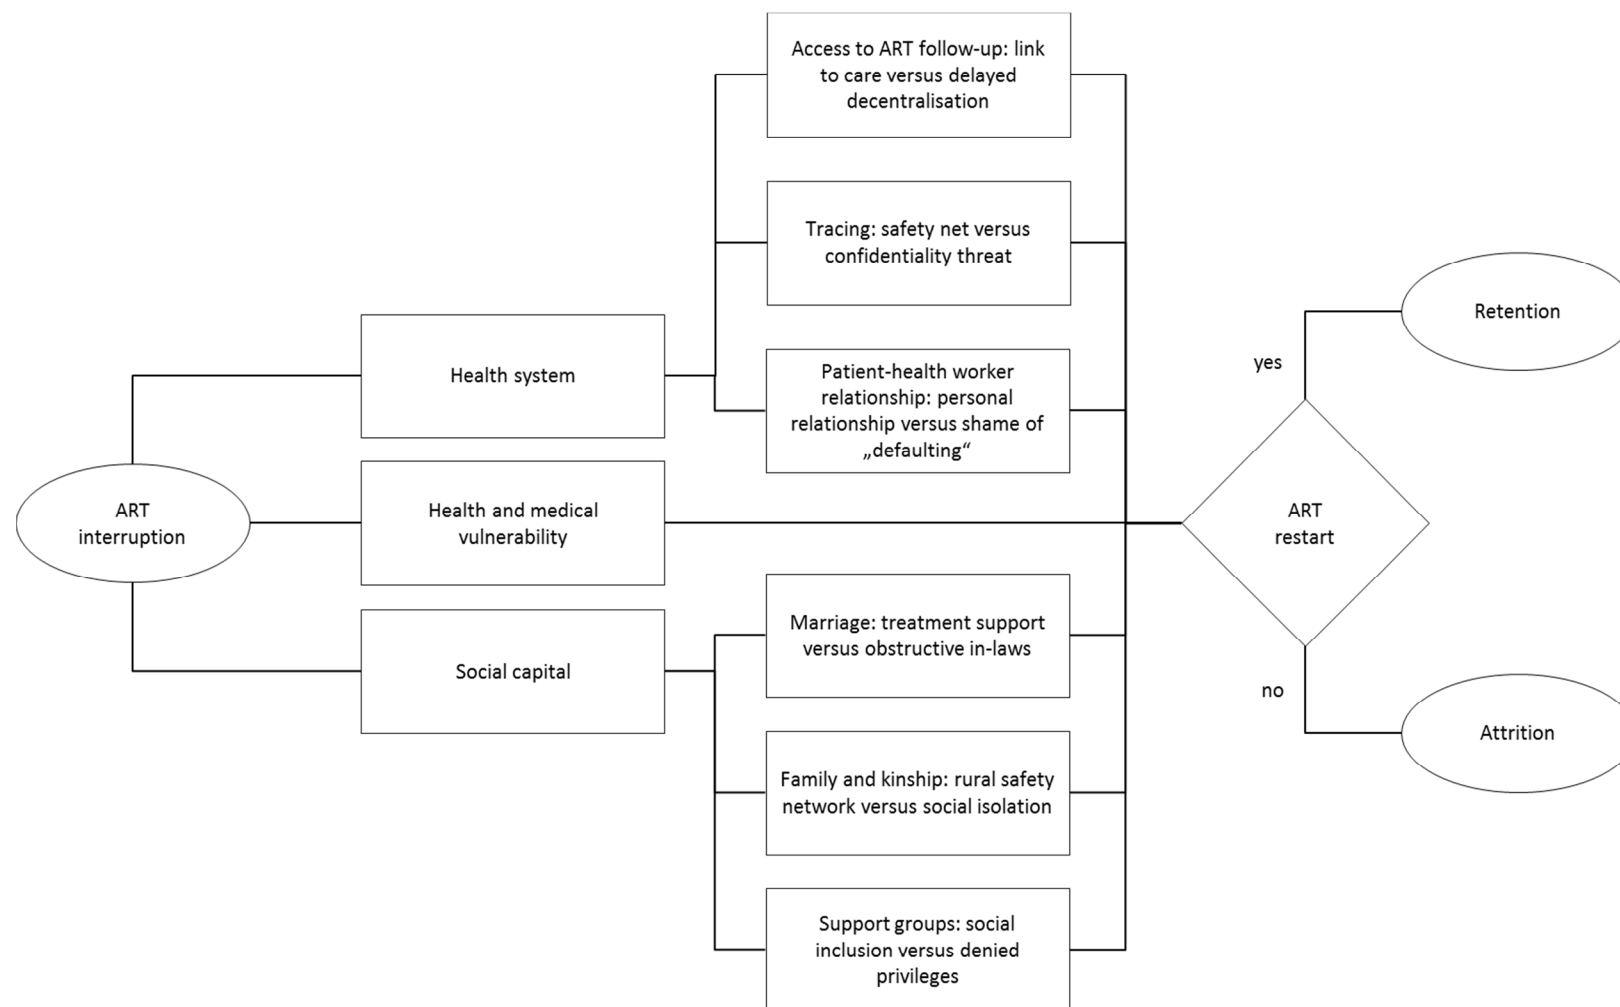 Access to ART follow-up: link
to care versus delayed
decentralisation
Tracing: safety net versus
confidentiality threat
Patient-health worker
relationship: personal
relationship versus shame of
„defaulting“
Health system
ART
interruption
Health and medical
vulnerability
Social capital
Marriage: treatment support
versus obstructive in-laws
Family and kinship: rural safety
network versus social isolation
Support groups: social
inclusion versus denied
privileges
ART
restart
yes
Retention
no
Attrition